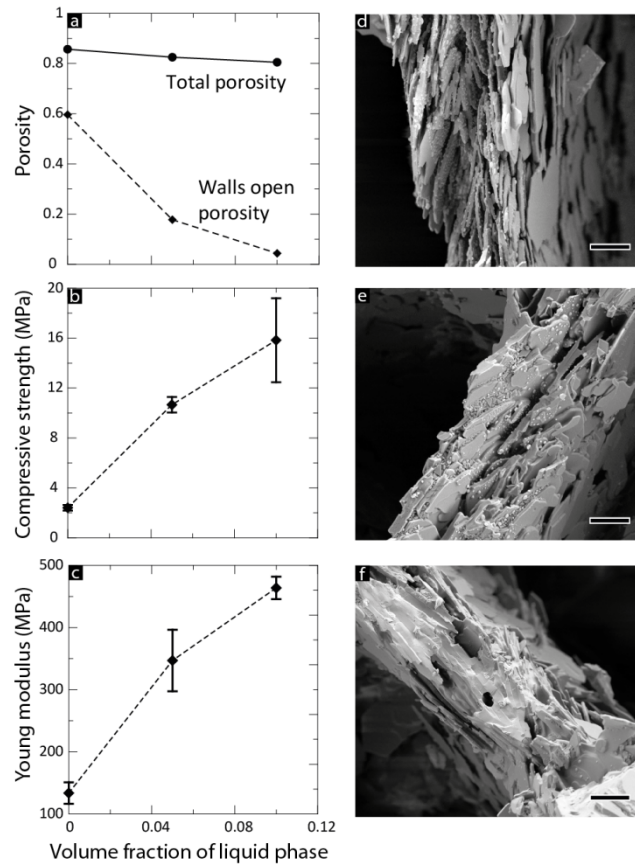 a
1
0.8
0.6
0.4
0.2
0
Porosity
Total porosity
Walls open
porosity
b
20
16
12
8
4
0
Compressive strength (MPa)
c
500
400
300
200
100
Young modulus (MPa)
0
0.04
0.08
0.12
Volume fraction of liquid phase
d
e
f